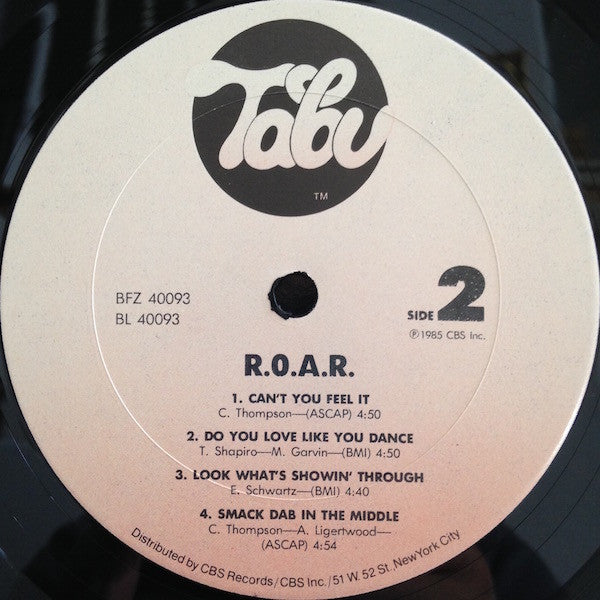 Tabu
TM
BFZ 40093
BL 40093
SIDE 2
℗1985 CBS Inc.
R.O.A.R.
1. CAN'T YOU FEEL IT
C. Thompson—(ASCAP) 4:50
2. DO YOU LOVE LIKE YOU DANCE
T. Shapiro—M. Garvin—(BMI) 4:50
3. LOOK WHAT'S SHOWIN' THROUGH
E. Schwartz—(BMI) 4:40
4. SMACK DAB IN THE MIDDLE
C. Thompson—A. Ligertwood—
(ASCAP) 4:54
Distributed by CBS Records/CBS Inc./51 W. 52 St., New York City